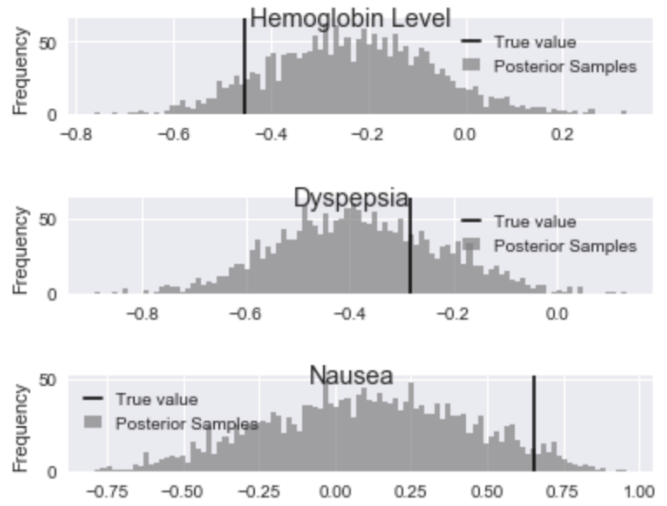 Hemoglobin Level
Frequency
50
0
True value
Posterior Samples
−0.8 −0.6 −0.4 −0.2 0.0 0.2
Dyspepsia
Frequency
50
0
True value
Posterior Samples
−0.8 −0.6 −0.4 −0.2 0.0
Nausea
Frequency
50
0
True value
Posterior Samples
−0.75 −0.50 −0.25 0.00 0.25 0.50 0.75 1.00